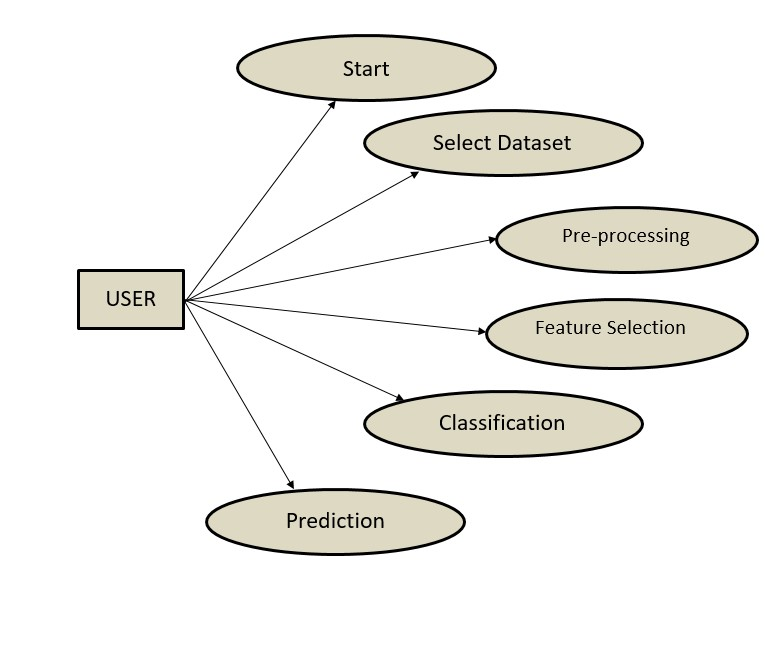 Start
Select Dataset
Pre-processing
USER
Feature Selection
Classification
Prediction